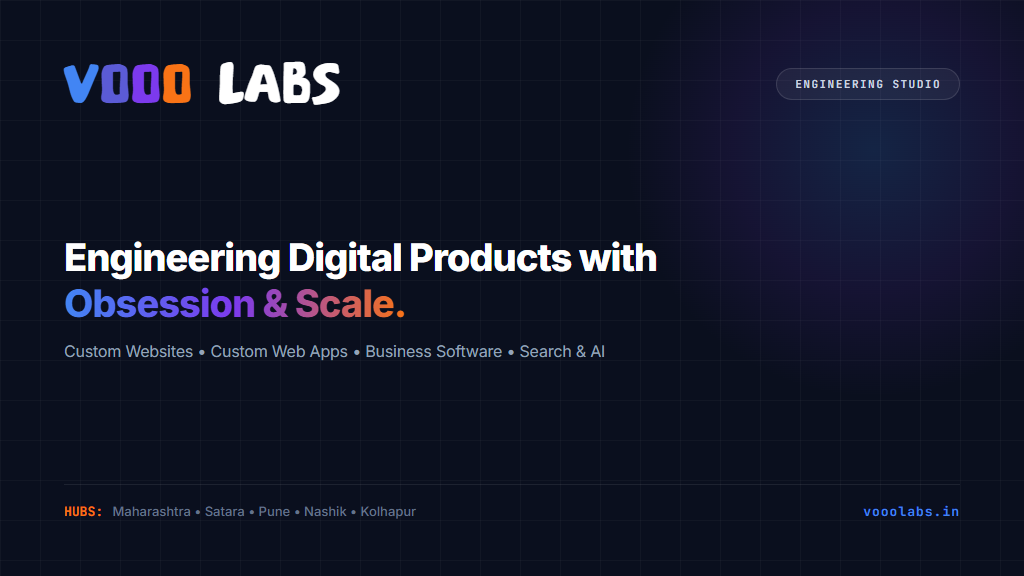 VOOO LABS
ENGINEERING STUDIO
Engineering Digital Products with
Obsession & Scale.
Custom Websites • Custom Web Apps • Business Software • Search & AI
HUBS: Maharashtra • Satara • Pune • Nashik • Kolhapur
vooolabs.in